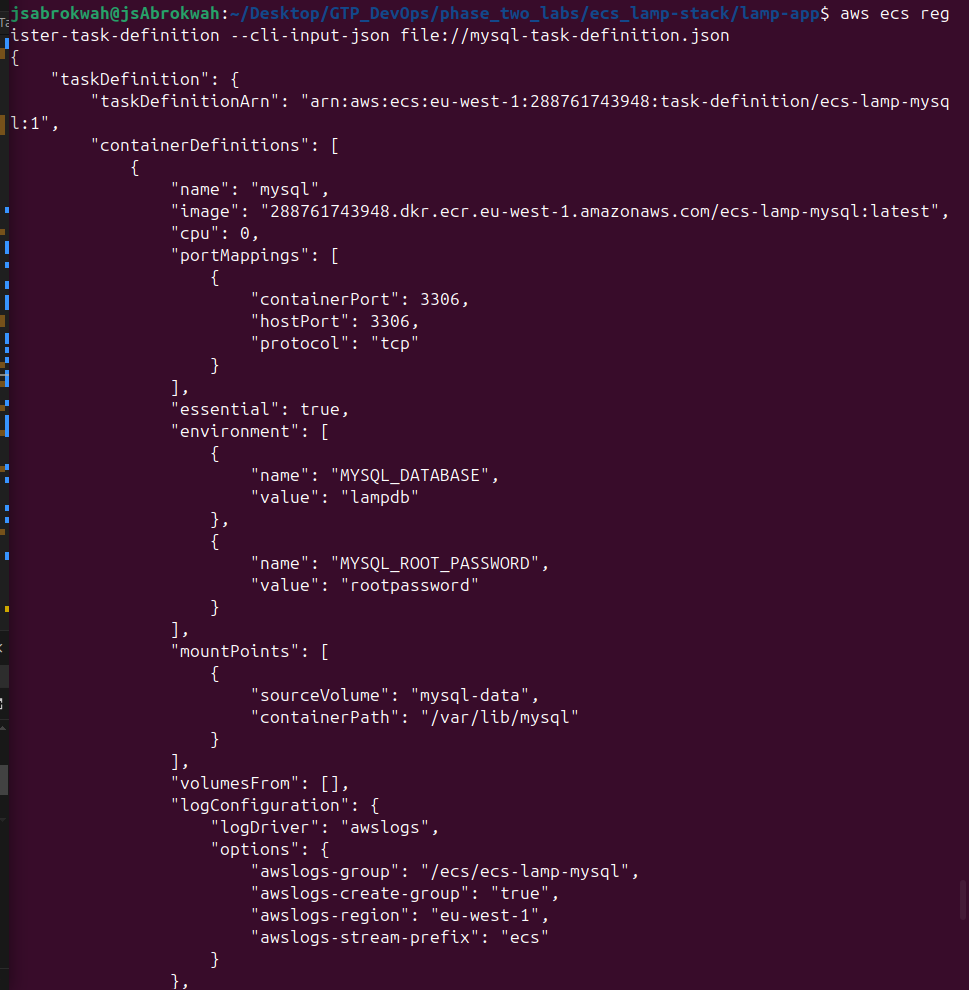 jsabrokwah@jsAbrokwah:~/Desktop/GTP_DevOps/phase_two_labs/ecs_lamp-stack/lamp-app$ aws ecs reg
ister-task-definition --cli-input-json file://mysql-task-definition.json
{
    "taskDefinition": {
        "taskDefinitionArn": "arn:aws:ecs:eu-west-1:288761743948:task-definition/ecs-lamp-mysq
l:1",
        "containerDefinitions": [
            {
                "name": "mysql",
                "image": "288761743948.dkr.ecr.eu-west-1.amazonaws.com/ecs-lamp-mysql:latest",
                "cpu": 0,
                "portMappings": [
                    {
                        "containerPort": 3306,
                        "hostPort": 3306,
                        "protocol": "tcp"
                    }
                ],
                "essential": true,
                "environment": [
                    {
                        "name": "MYSQL_DATABASE",
                        "value": "lampdb"
                    },
                    {
                        "name": "MYSQL_ROOT_PASSWORD",
                        "value": "rootpassword"
                    }
                ],
                "mountPoints": [
                    {
                        "sourceVolume": "mysql-data",
                        "containerPath": "/var/lib/mysql"
                    }
                ],
                "volumesFrom": [],
                "logConfiguration": {
                    "logDriver": "awslogs",
                    "options": {
                        "awslogs-group": "/ecs/ecs-lamp-mysql",
                        "awslogs-create-group": "true",
                        "awslogs-region": "eu-west-1",
                        "awslogs-stream-prefix": "ecs"
                    }
                },